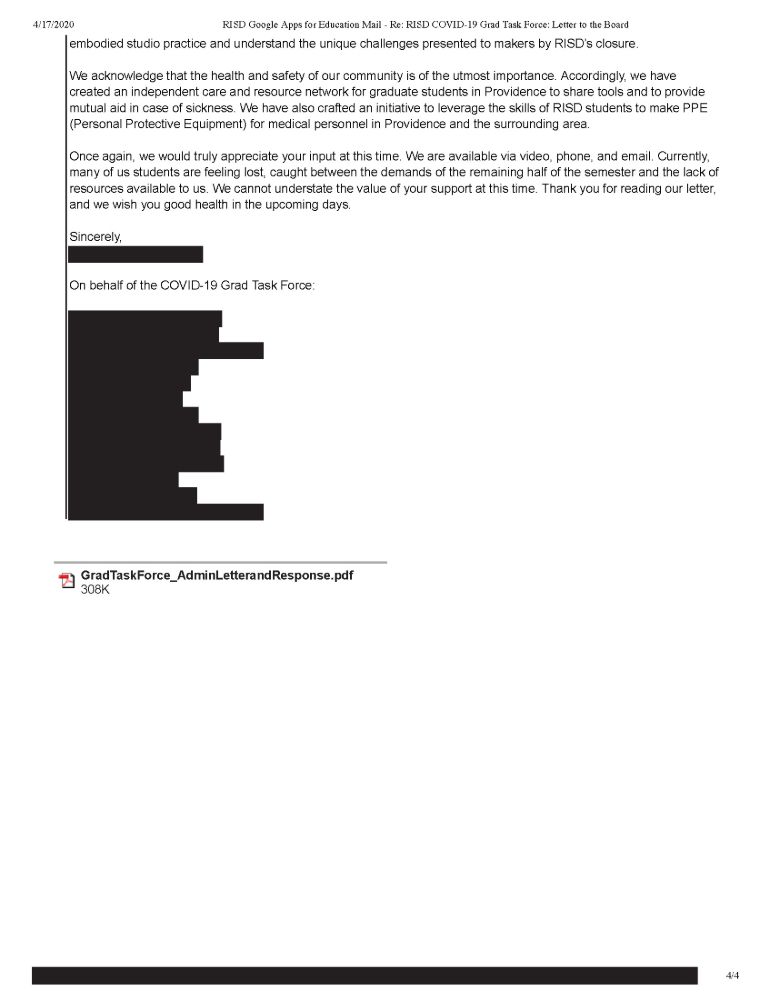 4/17/2020 RISD Google Apps for Education Mail - Re: RISD COVID-19 Grad Task Force: Letter to the Board
embodied studio practice and understand the unique challenges presented to makers by RISD's closure.
We acknowledge that the health and safety of our community is of the utmost importance. Accordingly, we have
created an independent care and resource network for graduate students in Providence to share tools and to provide
mutual aid in case of sickness. We have also crafted an initiative to leverage the skills of RISD students to make PPE
(Personal Protective Equipment) for medical personnel in Providence and the surrounding area.
Once again, we would truly appreciate your input at this time. We are available via video, phone, and email. Currently,
many of us students are feeling lost, caught between the demands of the remaining half of the semester and the lack of
resources available to us. We cannot understate the value of your support at this time. Thank you for reading our letter,
and we wish you good health in the upcoming days.
Sincerely,
On behalf of the COVID-19 Grad Task Force:
GradTaskForce_AdminLetterandResponse.pdf
308K
4/4